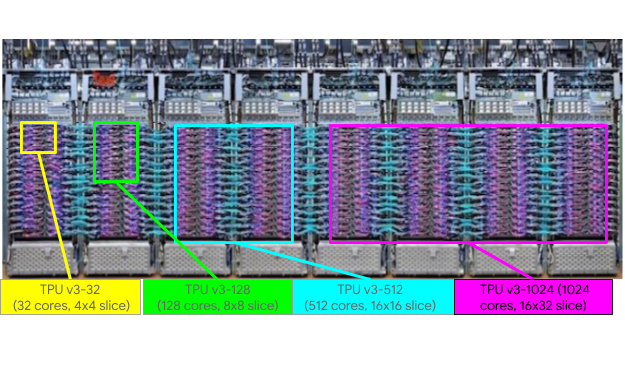 TPU v3-32
(32 cores, 4x4 slice)
TPU v3-128
(128 cores, 8x8 slice)
TPU v3-512
(512 cores, 16x16 slice)
TPU v3-1024 (1024
cores, 16x32 slice)